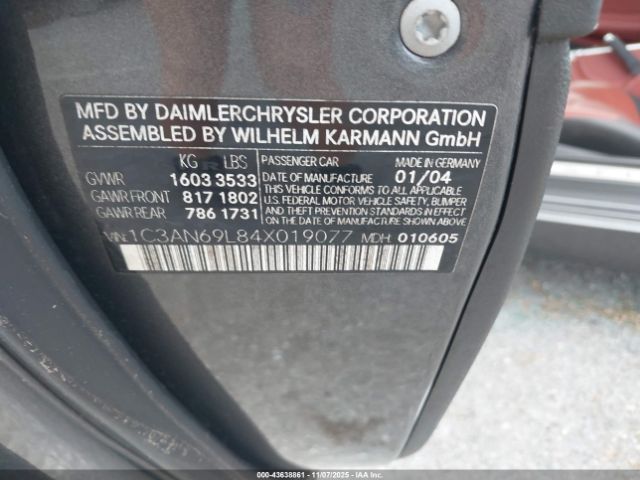 MFD BY DAIMLERCHRYSLER CORPORATION
ASSEMBLED BY WILHELM KARMANN GmbH
KG LBS
GVWR 1603 3533
GAWR FRONT 817 1802
GAWR REAR 786 1731
PASSENGER CAR MADE IN GERMANY
DATE OF MANUFACTURE 01/04
THIS VEHICLE CONFORMS TO ALL APPLICABLE
U.S. FEDERAL MOTOR VEHICLE SAFETY, BUMPER
AND THEFT PREVENTION STANDARDS IN EFFECT
ON THE DATE OF MANUFACTURE SHOWN ABOVE
VIN: 1C3AN69L84X019077 MDH 010605
000-43638861 - 11/07/2025 - IAAI.COM